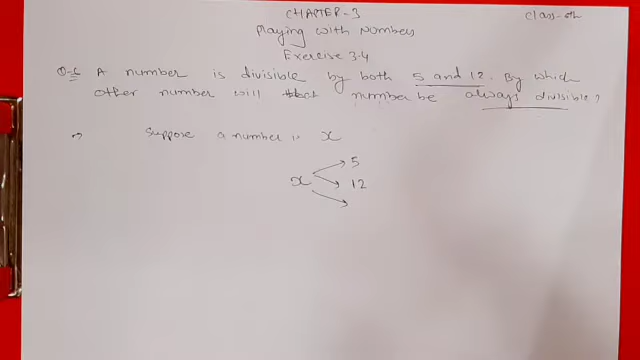 CHAPTER-3
Class-6th
Playing with Numbers
Exercise 3.4
Q-6 A number is divisible by both 5 and 12. By which
other number will that number be always divisible?
=> Suppose a number is x
5
x 12